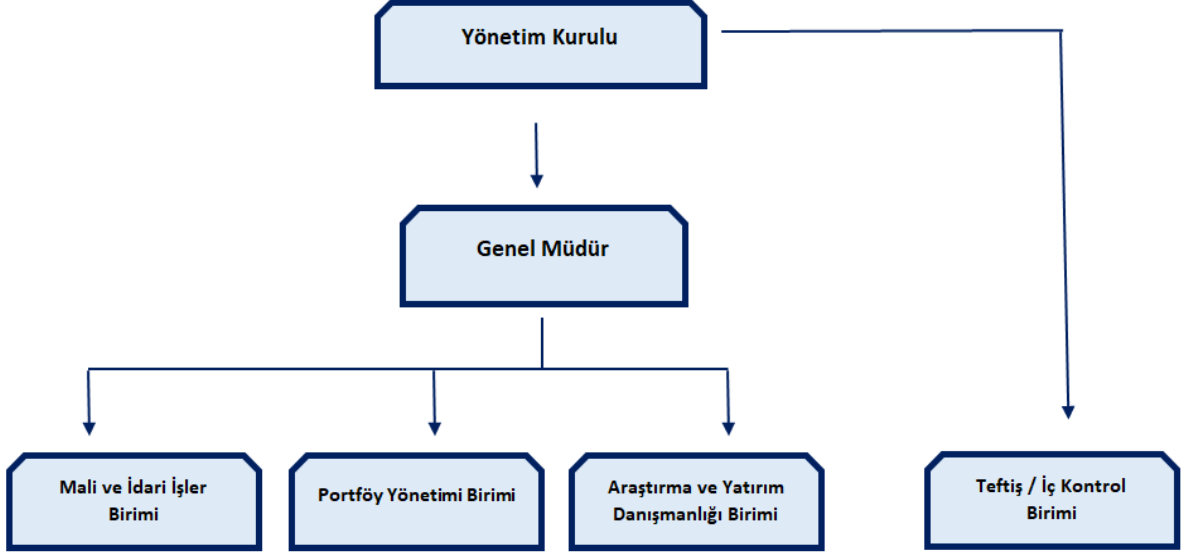 Yönetim Kurulu
Genel Müdür
Mali ve İdari İşler
Birimi
Portföy Yönetimi Birimi
Araştırma ve Yatırım
Danışmanlığı Birimi
Teftiş / İç Kontrol
Birimi